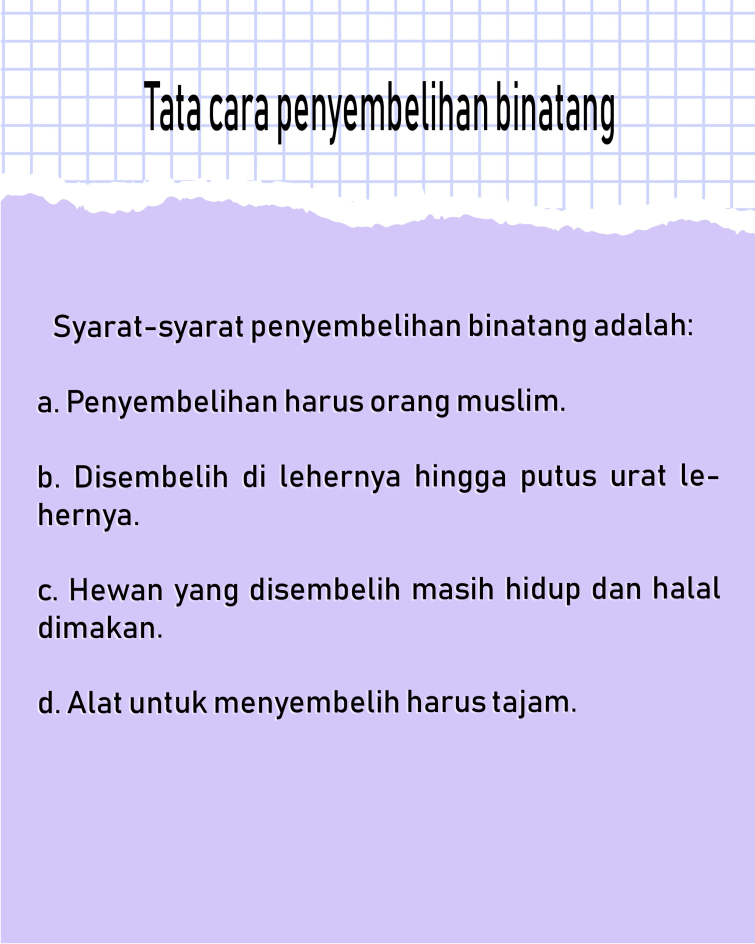 Tata cara penyembelihan binatang
Syarat-syarat penyembelihan binatang adalah:
a. Penyembelihan harus orang muslim.
b. Disembelih di lehernya hingga putus urat le-
hernya.
c. Hewan yang disembelih masih hidup dan halal
dimakan.
d. Alat untuk menyembelih harus tajam.